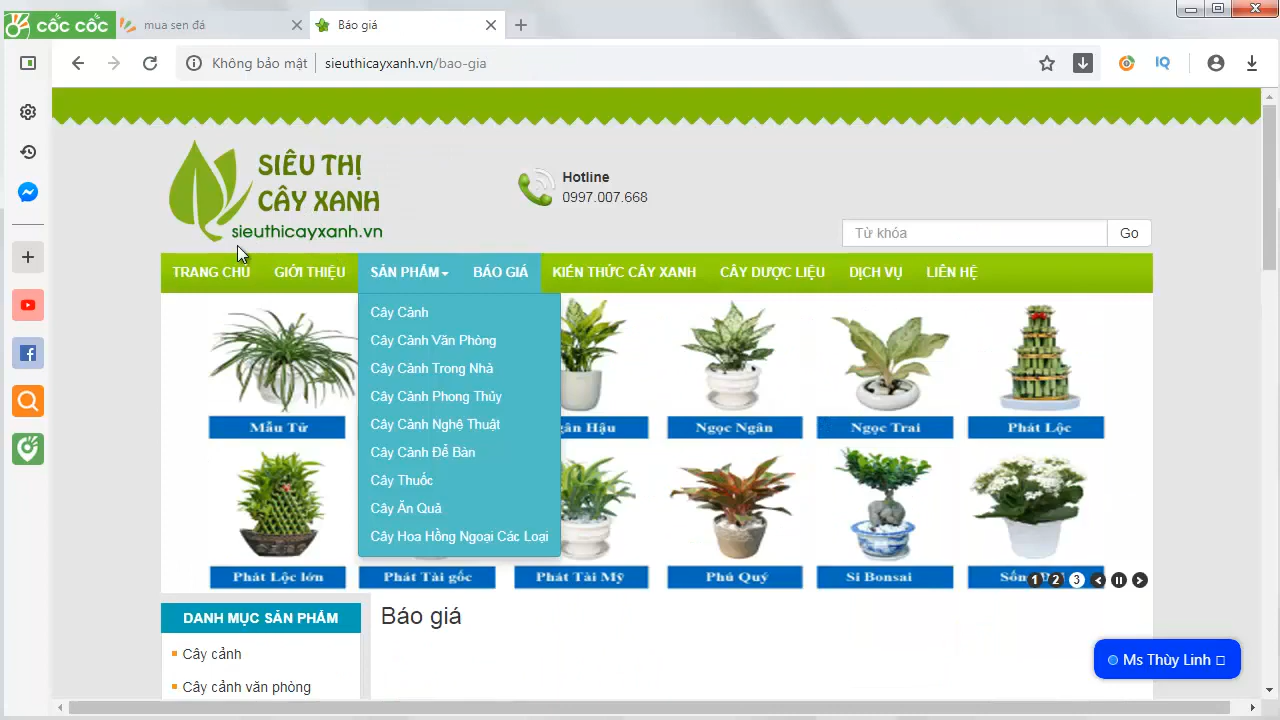 cốc cốc
mua sen đá
Báo giá
Không bảo mật
sieuthicayxanh.vn/bao-gia
IQ
SIÊU THỊ
CÂY XANH
sieuthicayxanh.vn
Hotline
0997.007.668
Từ khóa
Go
TRANG CHỦ
GIỚI THIỆU
SẢN PHẨM
BÁO GIÁ
KIẾN THỨC CÂY XANH
CÂY DƯỢC LIỆU
DỊCH VỤ
LIÊN HỆ
Cây Cảnh
Cây Cảnh Văn Phòng
Cây Cảnh Trong Nhà
Cây Cảnh Phong Thủy
Cây Cảnh Nghệ Thuật
Cây Cảnh Để Bàn
Cây Thuốc
Cây Ăn Quả
Cây Hoa Hồng Ngoại Các Loại
Mẫu Tử
Hậu
Ngọc Ngân
Ngọc Trai
Phát Lộc
Phát Lộc lớn
Phát Tài gốc
Phát Tài Mỹ
Phú Quý
Si Bonsai
1 2 3
DANH MỤC SẢN PHẨM
Cây cảnh
Cây cảnh văn phòng
Báo giá
Ms Thùy Linh